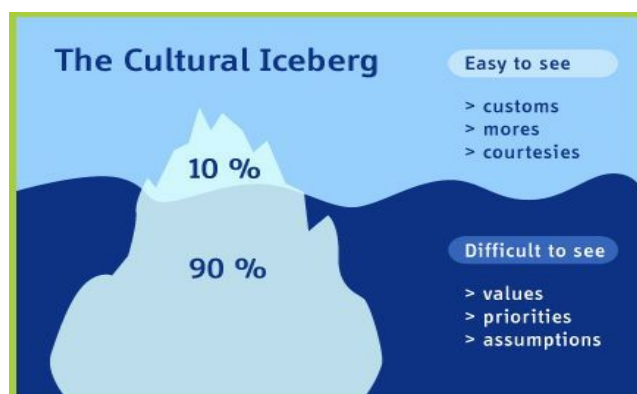 The Cultural Iceberg
Easy to see
> customs
> mores
> courtesies
10 %
90 %
Difficult to see
> values
> priorities
> assumptions